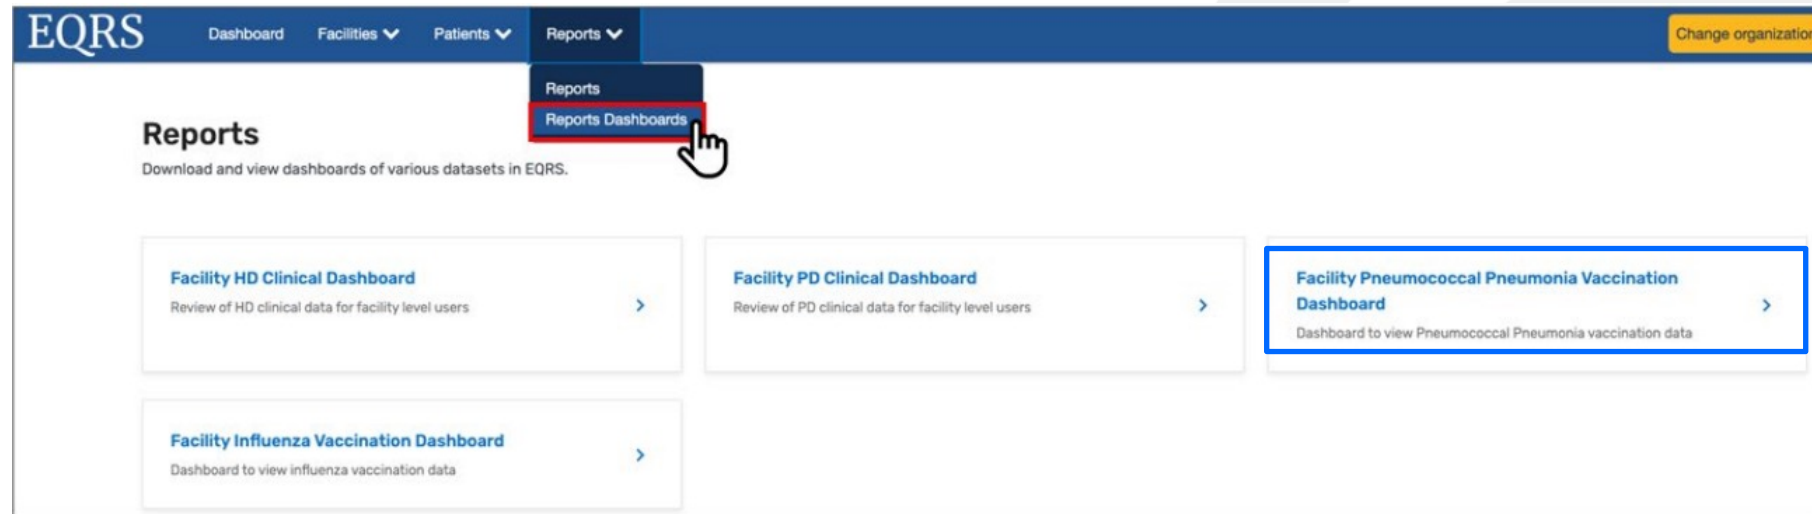 EQRS
Dashboard
Facilities
Patients
Reports
Change organization
Reports
Reports Dashboards
Reports
Download and view dashboards of various datasets in EQRS.
Facility HD Clinical Dashboard
Review of HD clinical data for facility level users
Facility PD Clinical Dashboard
Review of PD clinical data for facility level users
Facility Pneumococcal Pneumonia Vaccination
Dashboard
Dashboard to view Pneumococcal Pneumonia vaccination data
Facility Influenza Vaccination Dashboard
Dashboard to view influenza vaccination data